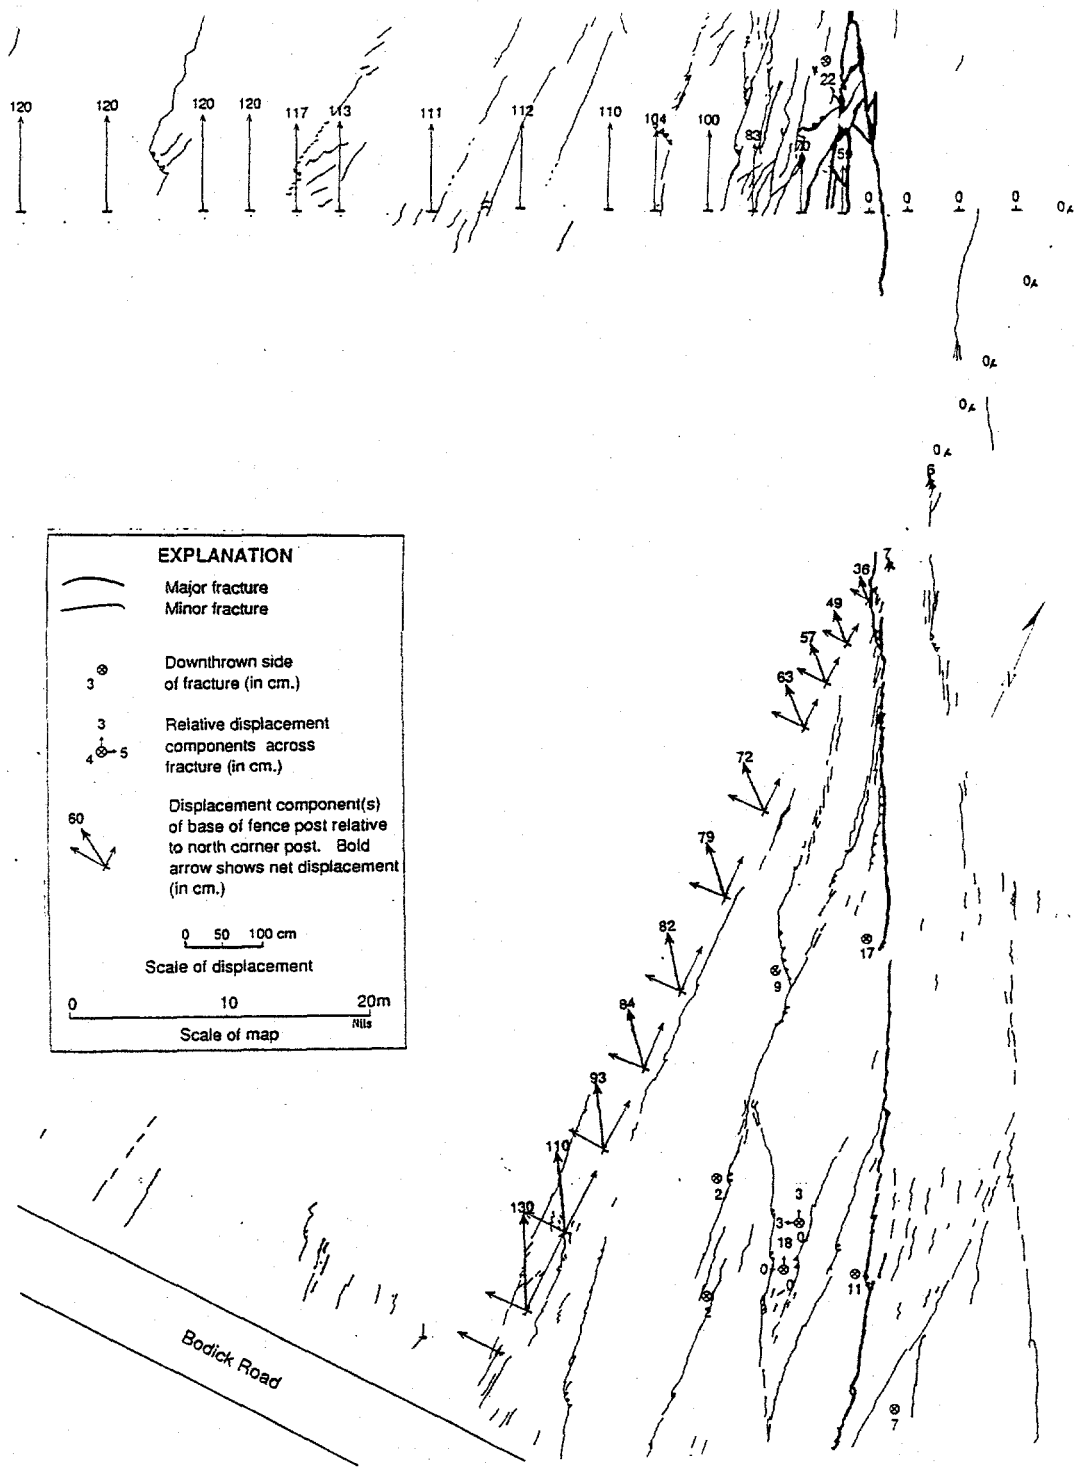 22
120 120 120 120 117 113 111 112 110 104 100 83 70 59
0 0 0 0 0
0
0
0
0
6
7
36
49
57
63
72
79
82
84
93
110
130
17
9
2
3
3
0
18
0
0
11
2
7
EXPLANATION
Major fracture
Minor fracture
Downthrown side
of fracture (in cm.)
3
3
Relative displacement
components across
fracture (in cm.)
4 5
60
Displacement component(s)
of base of fence post relative
to north corner post. Bold
arrow shows net displacement
(in cm.)
0 50 100 cm
Scale of displacement
0 10 20m
Nils
Scale of map
Bodick Road